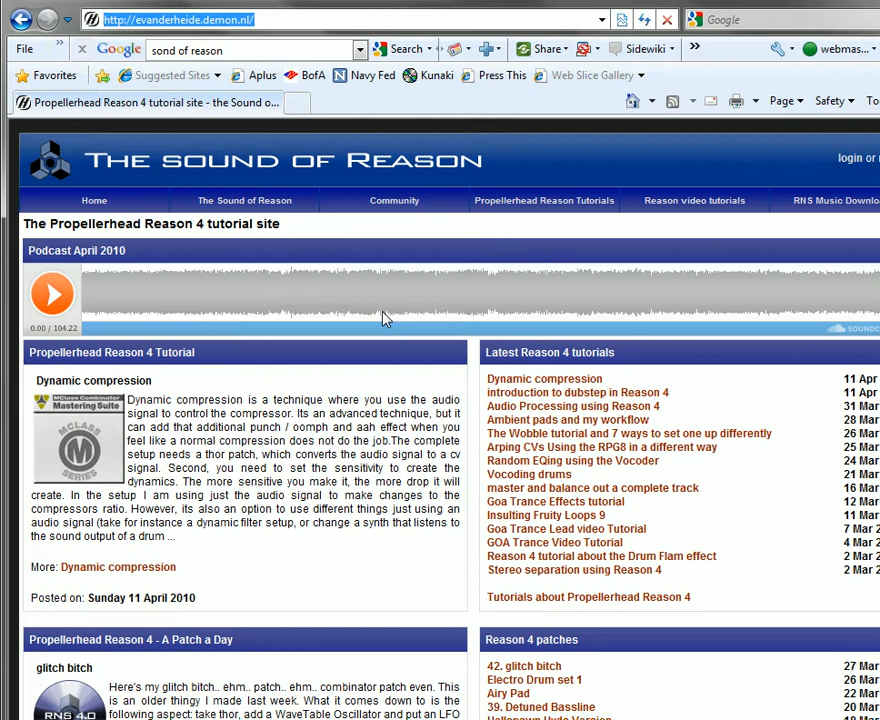 http://evanderheide.demon.nl/
Google
File
Google
sond of reason
Search
Share
Sidewiki
webmas...
Favorites
Suggested Sites
Aplus
BofA
Navy Fed
Kunaki
Press This
Web Slice Gallery
Propellerhead Reason 4 tutorial site - the Sound o...
Page
Safety
To
THE SOUND OF REASON
login or
Home
The Sound of Reason
Community
Propellerhead Reason Tutorials
Reason video tutorials
RNS Music Downlo
The Propellerhead Reason 4 tutorial site
Podcast April 2010
0.00 / 104.22
SOUNDC
Propellerhead Reason 4 Tutorial
Dynamic compression
MClass Combinator
Mastering Suite
MCLASS
M
SERIES
Dynamic compression is a technique where you use the audio
signal to control the compressor. Its an advanced technique, but it
can add that additional punch / oomph and aah effect when you
feel like a normal compression does not do the job.The complete
setup needs a thor patch, which converts the audio signal to a cv
signal. Second, you need to set the sensitivity to create the
dynamics. The more sensitive you make it, the more drop it will
create. In the setup I am using just the audio signal to make changes to the
compressors ratio. However, its also an option to use different things just using an
audio signal (take for instance a dynamic filter setup, or change a synth that listens to
the sound output of a drum ...
More: Dynamic compression
Posted on: Sunday 11 April 2010
Latest Reason 4 tutorials
Dynamic compression 11 Apr
introduction to dubstep in Reason 4 11 Apr
Audio Processing using Reason 4 31 Mar
Ambient pads and my workflow 28 Mar
The Wobble tutorial and 7 ways to set one up differently 26 Mar
Arping CVs Using the RPG8 in a different way 25 Mar
Random EQing using the Vocoder 24 Mar
Vocoding drums 21 Mar
master and balance out a complete track 16 Mar
Goa Trance Effects tutorial 12 Mar
Insulting Fruity Loops 9 11 Mar
Goa Trance Lead video Tutorial 7 Mar 2
GOA Trance Video Tutorial 4 Mar 2
Reason 4 tutorial about the Drum Flam effect 2 Mar 2
Stereo separation using Reason 4 2 Mar 2
Tutorials about Propellerhead Reason 4
Propellerhead Reason 4 - A Patch a Day
glitch bitch
RNS 4.0
Here's my glitch bitch.. ehm.. patch.. ehm.. combinator patch even. This
is an older thingy I made last week. What it comes down to is the
following aspect: take thor, add a WaveTable Oscillator and put an LFO
Reason 4 patches
42. glitch bitch 27 Mar
Electro Drum set 1 26 Mar
Airy Pad 22 Mar
39. Detuned Bassline 20 Mar